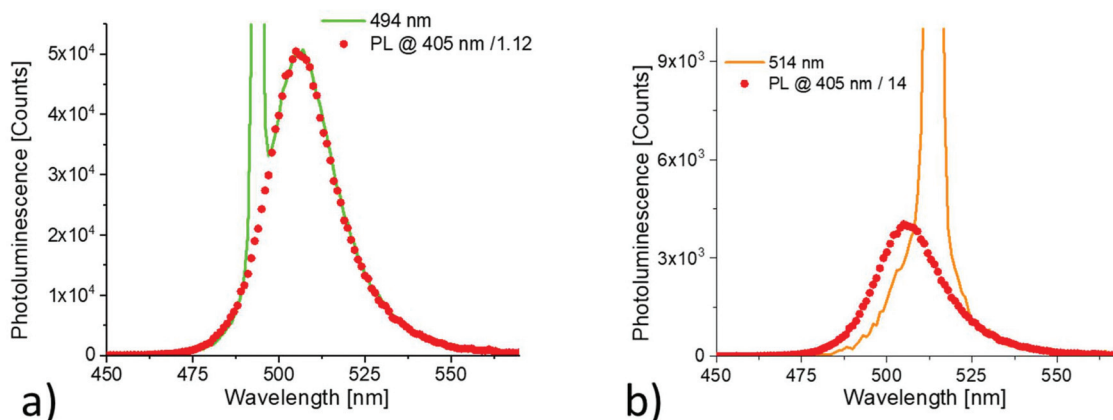 494 nm
PL @ 405 nm /1.12
Photoluminescence [Counts]
5x10⁴
4x10⁴
3x10⁴
2x10⁴
1x10⁴
0
450 475 500 525 550
Wavelength [nm]
a)
514 nm
PL @ 405 nm / 14
Photoluminescence [Counts]
9x10³
6x10³
3x10³
0
450 475 500 525 550
Wavelength [nm]
b)